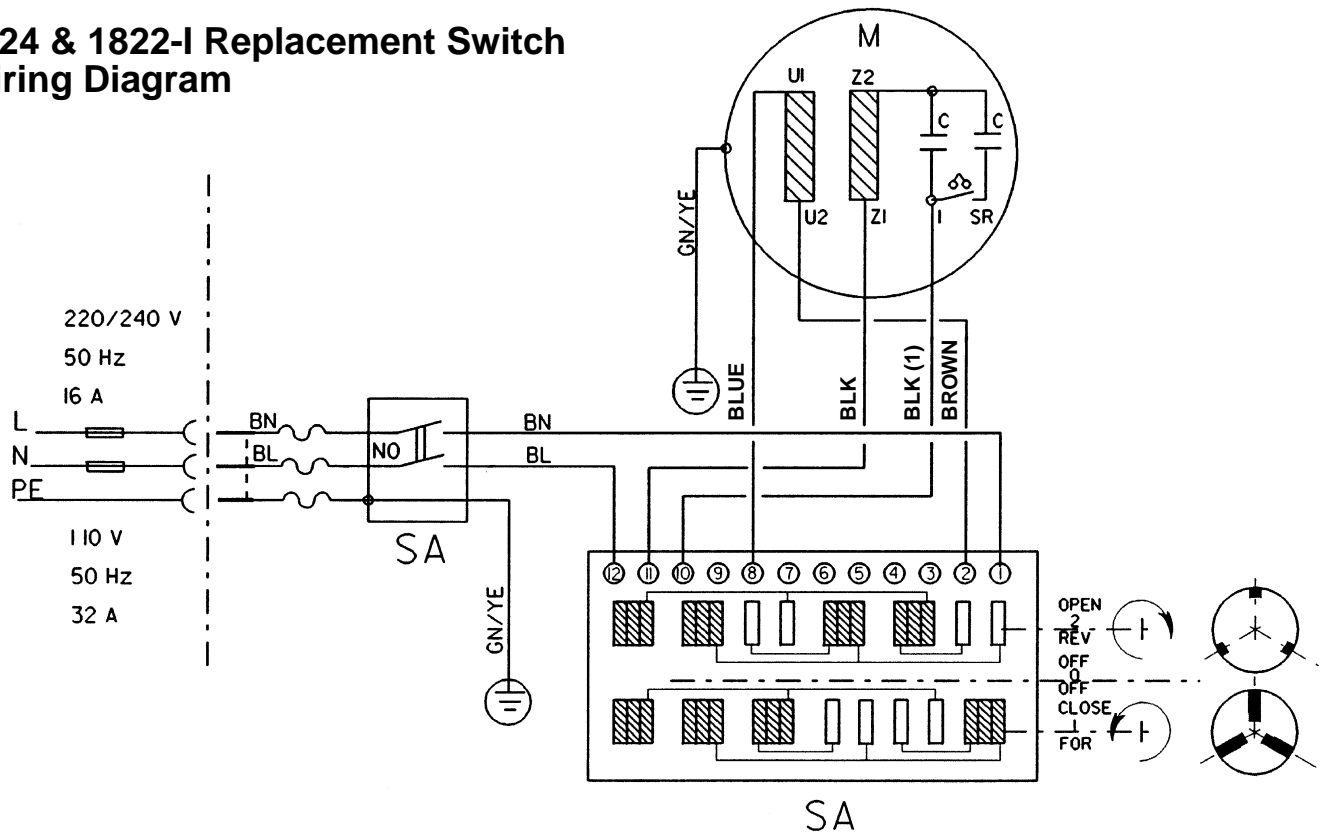 24 & 1822-I Replacement Switch
iring Diagram
M
U1 Z2
C C
U2 Z1 1 SR
GN/YE
220/240 V
50 Hz
16 A
BLUE BLK BLK (1) BROWN
L BN BN
N BL NO BL
PE
SA
110 V
50 Hz
32 A
GN/YE
12 11 10 9 8 7 6 5 4 3 2 1
OPEN
2
REV
OFF
0
OFF
CLOSE
1
FOR
SA